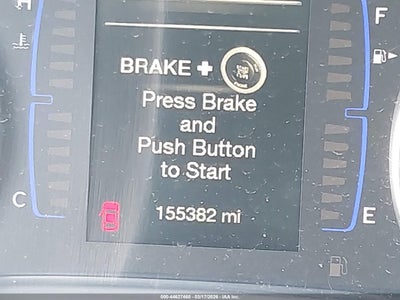 H
F
BRAKE +
Press Brake
and
Push Button
to Start
C
155382 mi
E